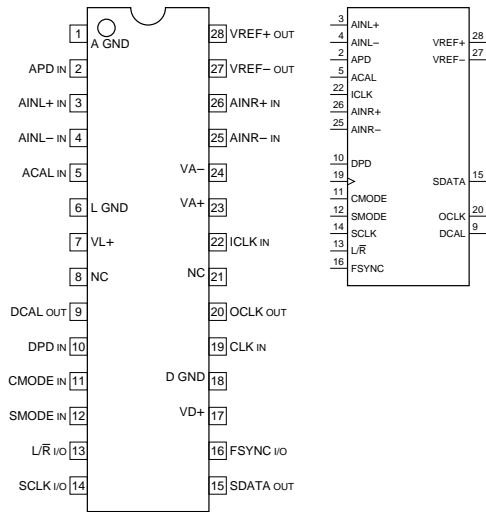 1 A GND
APD IN 2
AINL+ IN 3
AINL− IN 4
ACAL IN 5
6 L GND
7 VL+
8 NC
DCAL OUT 9
DPD IN 10
CMODE IN 11
SMODE IN 12
L/R̅ I/O 13
SCLK I/O 14
28 VREF+ OUT
27 VREF− OUT
26 AINR+ IN
25 AINR− IN
VA− 24
VA+ 23
22 ICLK IN
NC 21
20 OCLK OUT
19 CLK IN
D GND 18
VD+ 17
16 FSYNC I/O
15 SDATA OUT
3 AINL+
4 AINL−
2 APD
5 ACAL
22 ICLK
26 AINR+
25 AINR−
10 DPD
19
11 CMODE
12 SMODE
14 SCLK
13 L/R̅
16 FSYNC
VREF+ 28
VREF− 27
SDATA 15
OCLK 20
DCAL 9